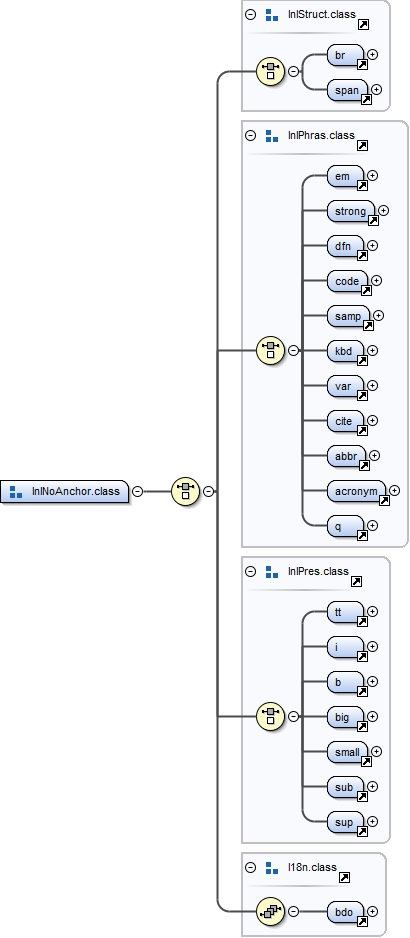 InlStruct.class
br
span
InlPhras.class
em
strong
dfn
code
samp
kbd
var
cite
abbr
acronym
q
InlNoAnchor.class
InlPres.class
tt
i
b
big
small
sub
sup
I18n.class
bdo